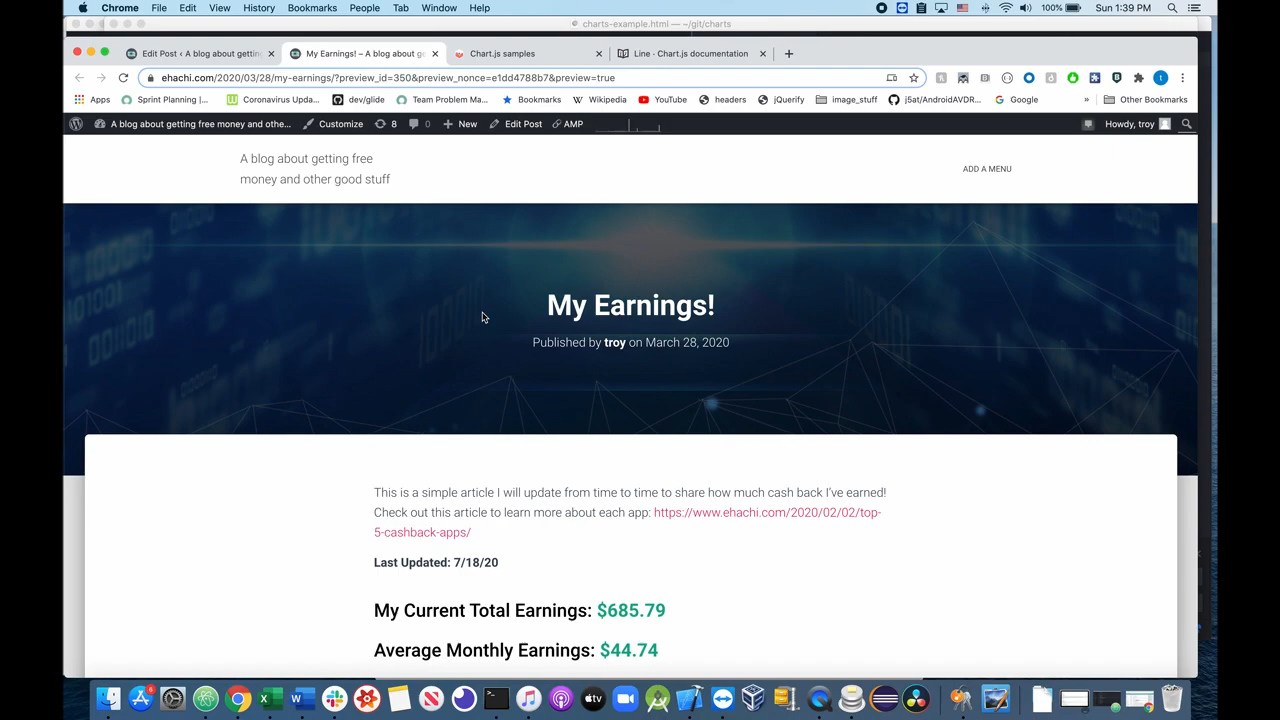 Chrome File Edit View History Bookmarks People Tab Window Help 100% Sun 1:39 PM
charts-example.html — ~/git/charts
Edit Post ‹ A blog about gettin My Earnings! – A blog about ge Chart.js samples Line - Chart.js documentation
ehachi.com/2020/03/28/my-earnings/?preview_id=350&preview_nonce=e1dd4788b7&preview=true
Apps Sprint Planning |... Coronavirus Upda... dev/glide Team Problem Ma... Bookmarks Wikipedia YouTube headers jQuerify image_stuff j5at/AndroidAVDR... Google » Other Bookmarks
A blog about getting free money and othe... Customize 8 0 New Edit Post AMP Howdy, troy
A blog about getting free
money and other good stuff
ADD A MENU
My Earnings!
Published by troy on March 28, 2020
This is a simple article I will update from time to time to share how much cash back I've earned!
Check out this article to learn more about each app: https://www.ehachi.com/2020/02/02/top-
5-cashback-apps/
Last Updated: 7/18/20
My Current Total Earnings: $685.79
Average Monthly Earnings: $44.74